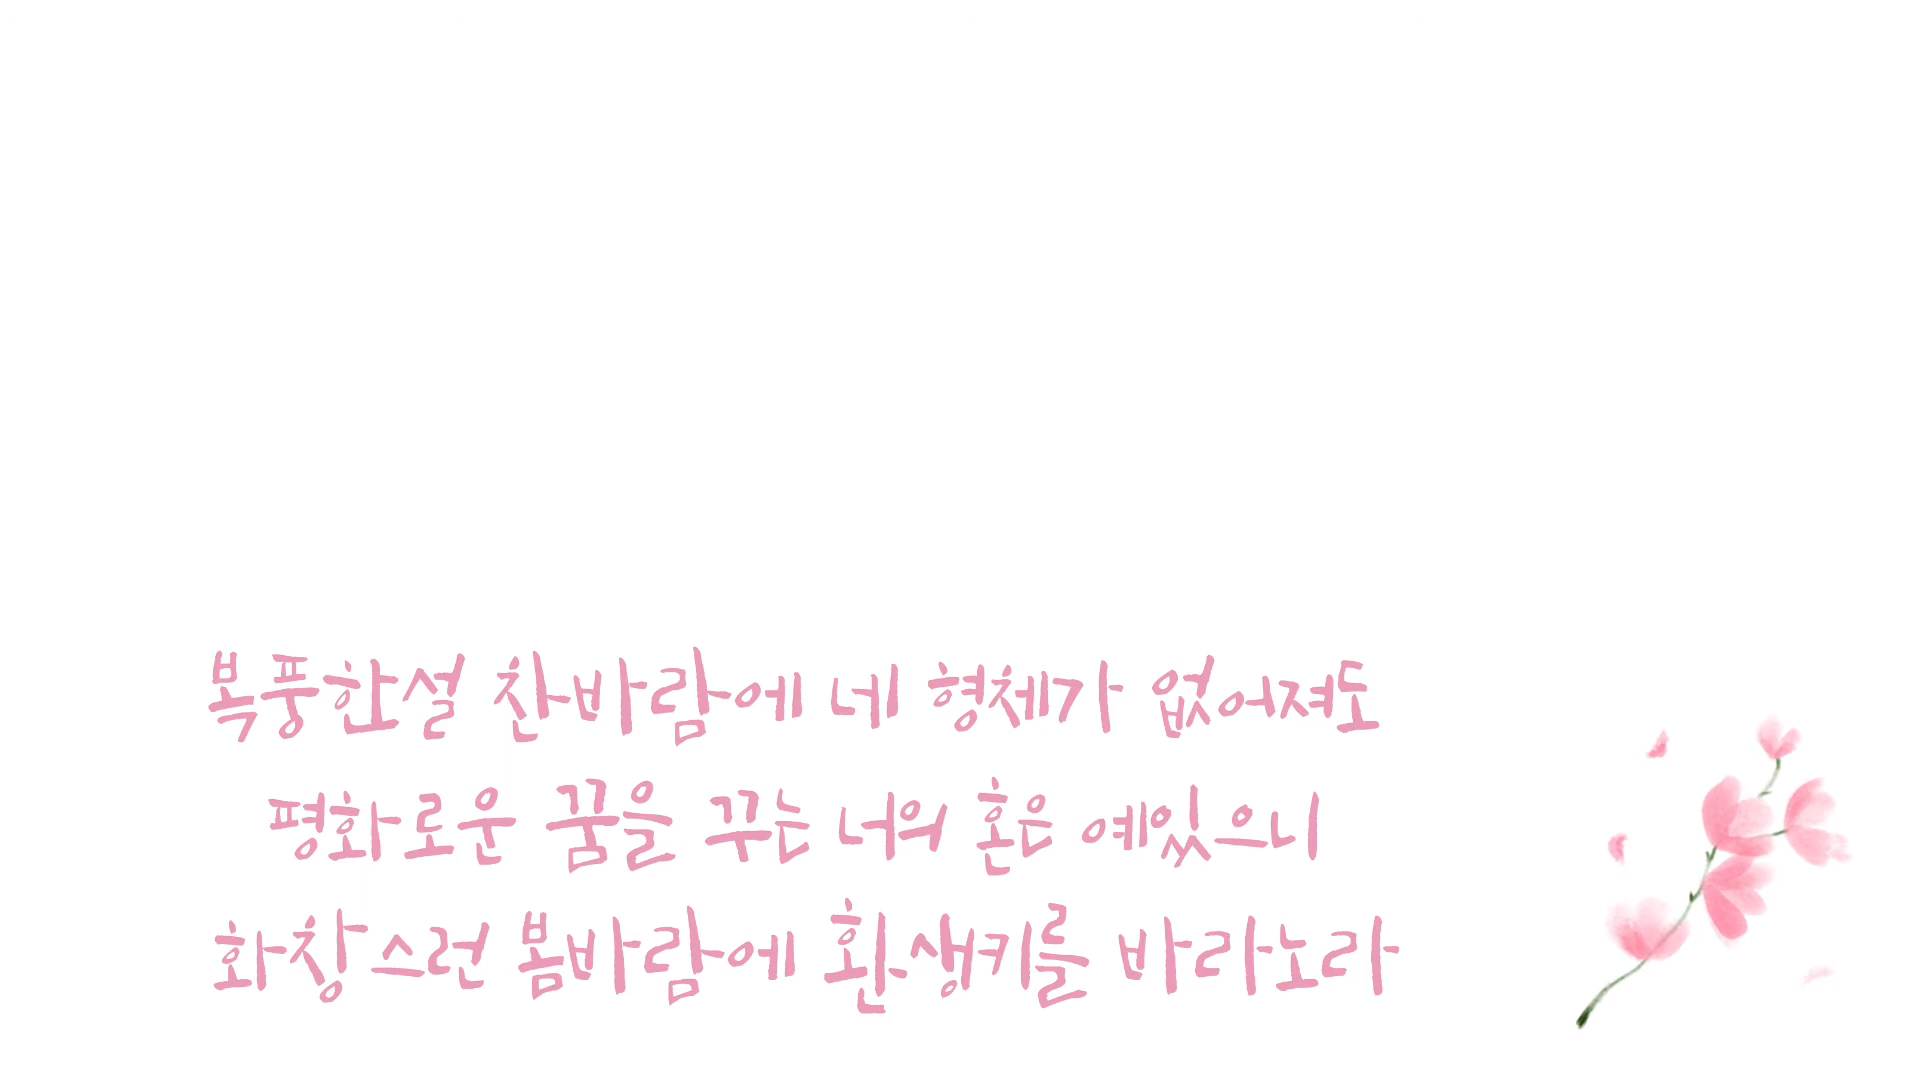 북풍한설 찬바람에 네 형체가 없어져도
평화로운 꿈을 꾸는 너의 혼은 예있으니
화창스런 봄바람에 환생키를 바라노라